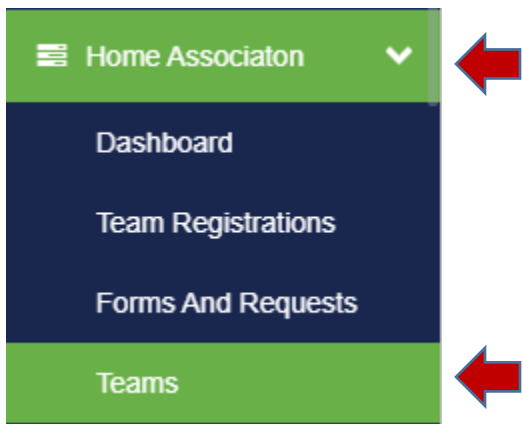 Home Associaton
Dashboard
Team Registrations
Forms And Requests
Teams